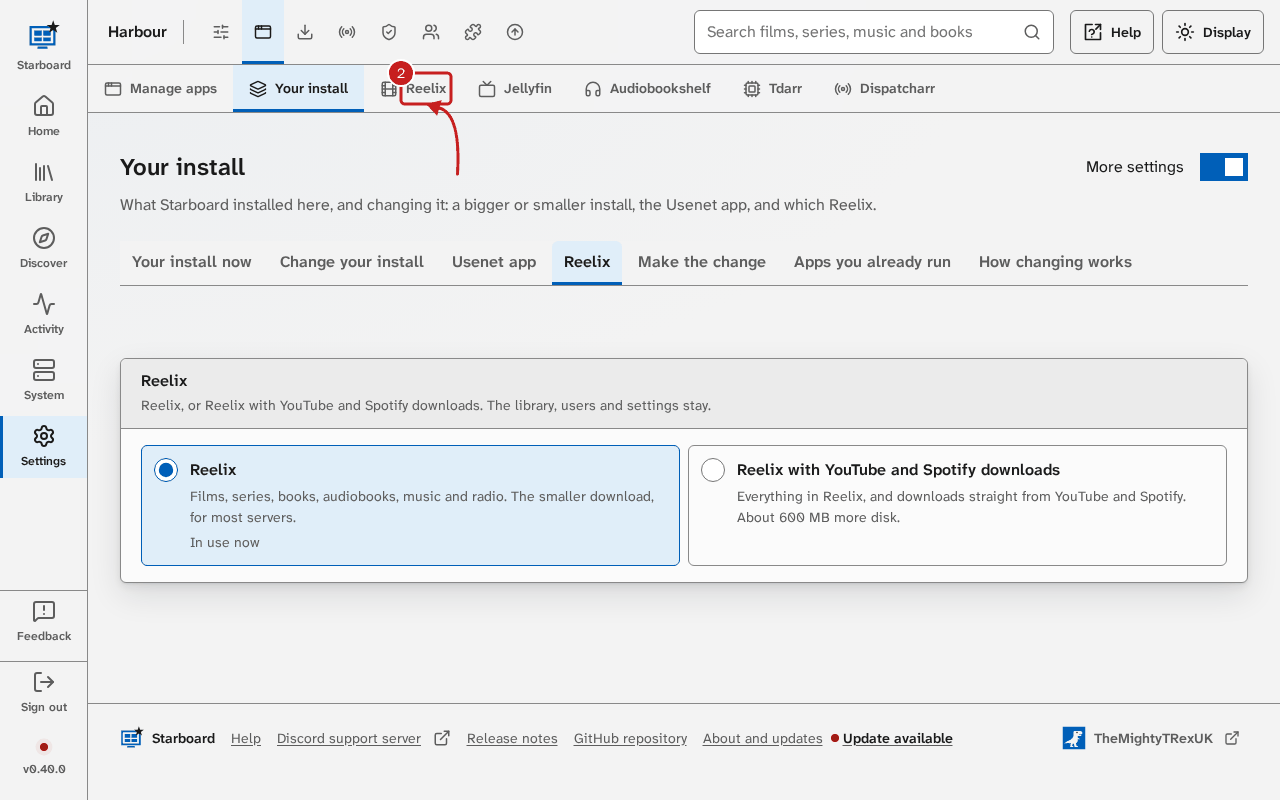 Starboard
Harbour
Search films, series, music and books
Help
Display
Manage apps
Your install
2
Reelix
Jellyfin
Audiobookshelf
Tdarr
Dispatcharr
Home
Library
Discover
Activity
System
Settings
Feedback
Sign out
v0.40.0
Your install
More settings
What Starboard installed here, and changing it: a bigger or smaller install, the Usenet app, and which Reelix.
Your install now
Change your install
Usenet app
Reelix
Make the change
Apps you already run
How changing works
Reelix
Reelix, or Reelix with YouTube and Spotify downloads. The library, users and settings stay.
Reelix
Films, series, books, audiobooks, music and radio. The smaller download,
for most servers.
In use now
Reelix with YouTube and Spotify downloads
Everything in Reelix, and downloads straight from YouTube and Spotify.
About 600 MB more disk.
Starboard
Help
Discord support server
Release notes
GitHub repository
About and updates
Update available
TheMightyTRexUK